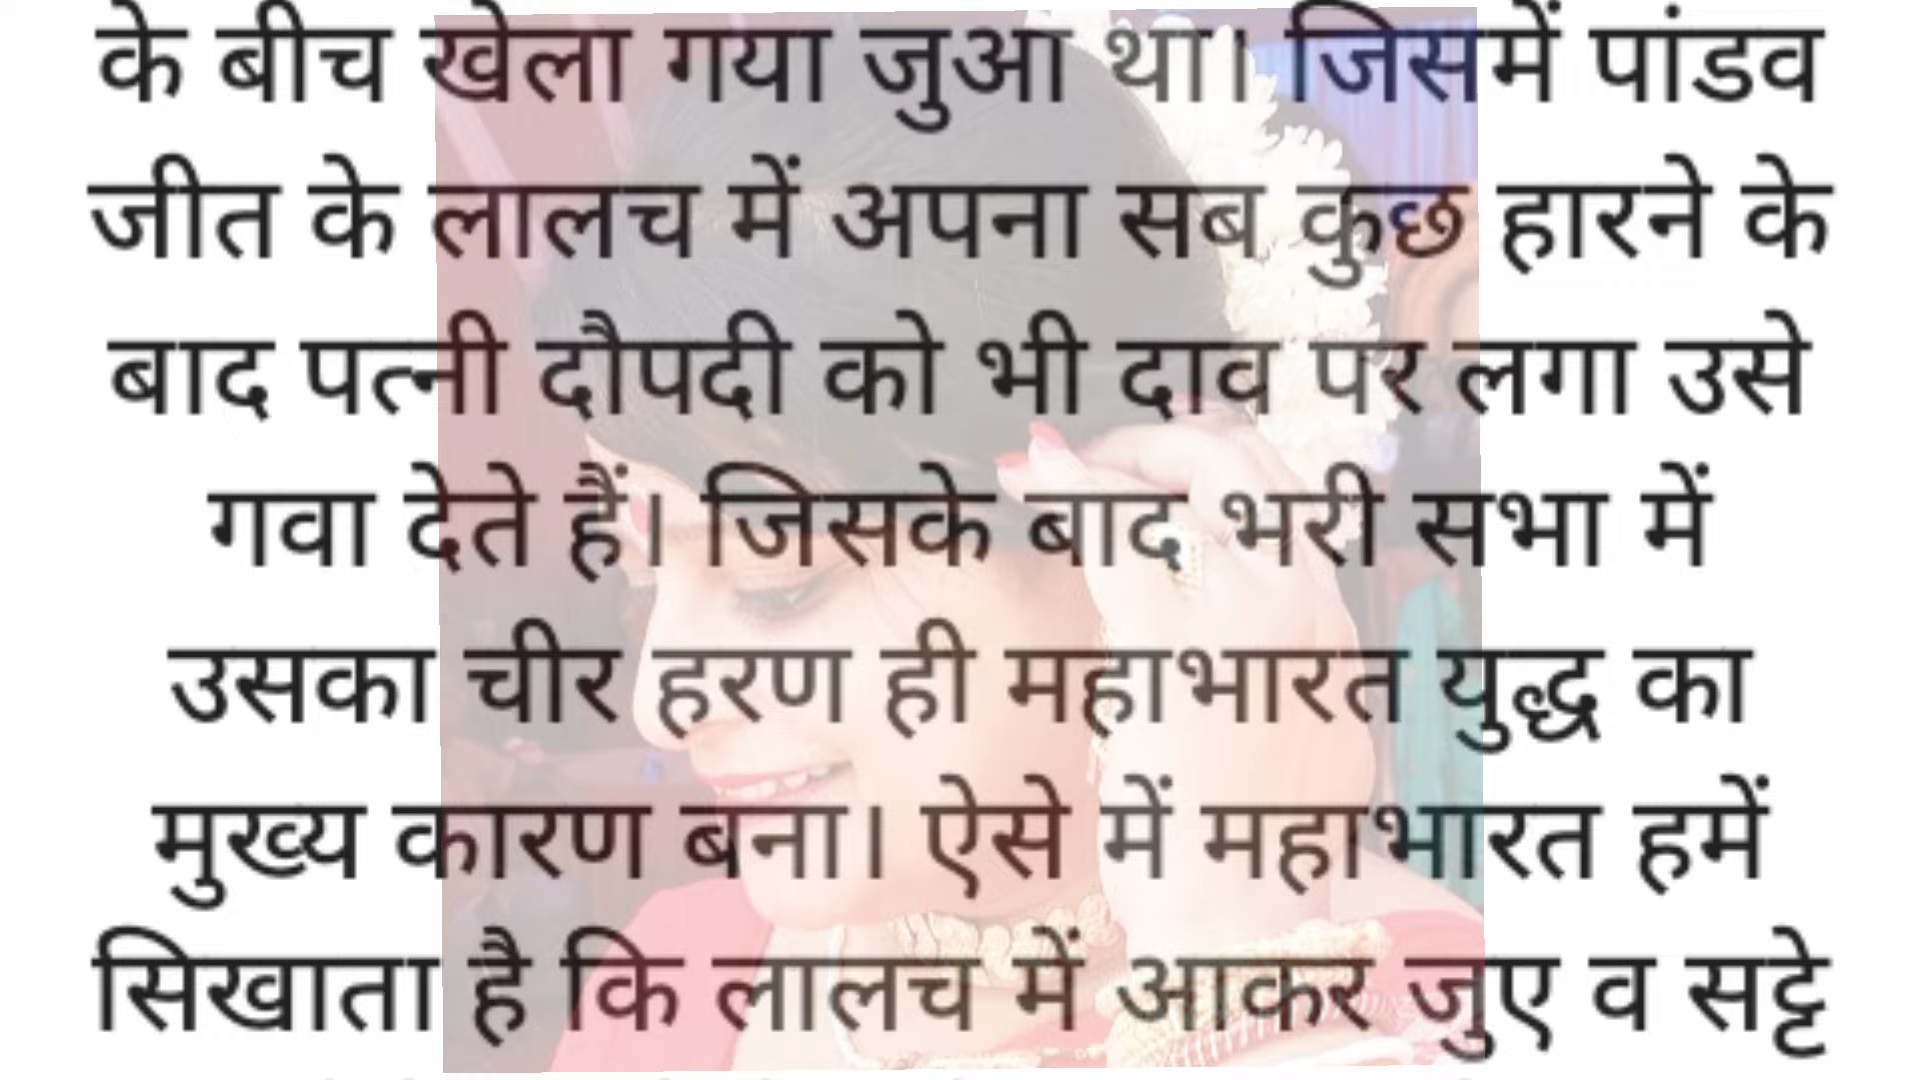 के बीच खेला गया जुआ था। जिसमें पांडव
जीत के लालच में अपना सब कुछ हारने के
बाद पत्नी दौपदी को भी दाव पर लगा उसे
गवा देते हैं। जिसके बाद भरी सभा में
उसका चीर हरण ही महाभारत युद्ध का
मुख्य कारण बना। ऐसे में महाभारत हमें
सिखाता है कि लालच में आकर जुए व सट्टे